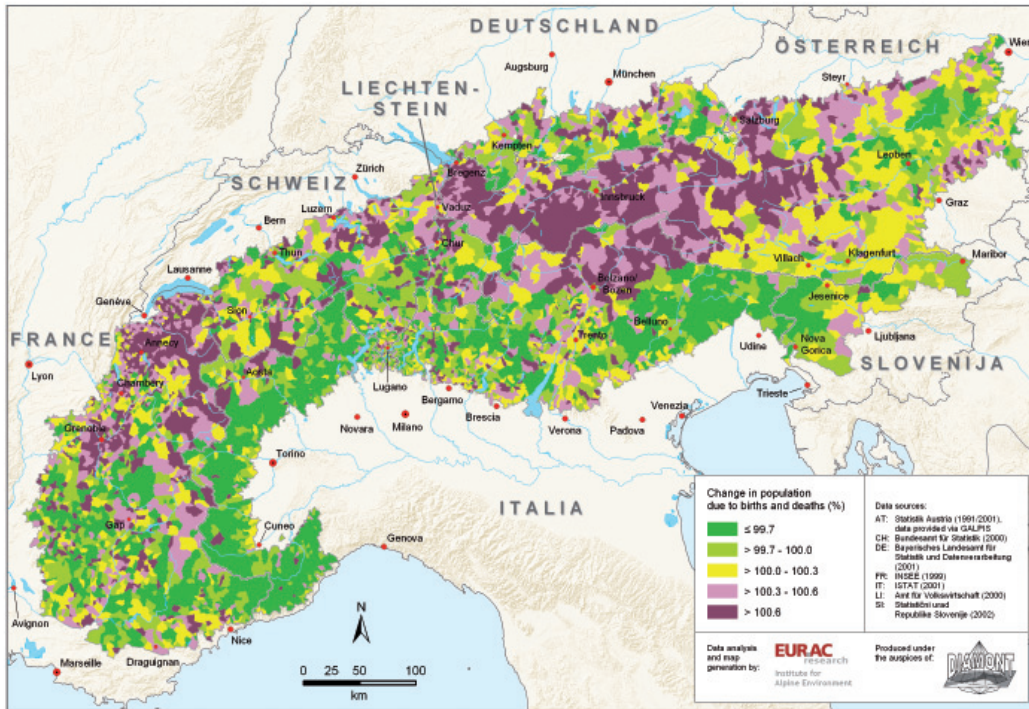 DEUTSCHLAND
ÖSTERREICH
Wien
Augsburg
München
Steyr
LIECHTEN-
STEIN
Salzburg
Kempten
Leoben
Zürich
Bregenz
SCHWEIZ
Innsbruck
Vaduz
Graz
Luzern
Bern
Chur
Thun
Klagenfurt
Villach
Maribor
Lausanne
Bolzano/
Bozen
Jesenice
Genève
Sion
Belluno
FRANCE
Annecy
Trento
Udine
Nova
Gorica
Ljubljana
Lyon
Aosta
SLOVENIJA
Chambéry
Lugano
Bergamo
Trieste
Brescia
Venezia
Grenoble
Novara
Milano
Verona
Padova
Torino
ITALIA
Gap
Cuneo
Genova
Avignon
Nice
Marseille
Draguignan
N
0 25 50 100
km
Change in population
due to births and deaths (%)
≤ 99.7
> 99.7 - 100.0
> 100.0 - 100.3
> 100.3 - 100.6
> 100.6
Data sources:
AT: Statistik Austria (1991/2001),
data provided via GALPIS
CH: Bundesamt für Statistik (2000)
DE: Bayerisches Landesamt für
Statistik und Datenverarbeitung
(2001)
FR: INSEE (1999)
IT: ISTAT (2001)
LI: Amt für Volkswirtschaft (2000)
SI: Statistični urad
Republike Slovenije (2002)
Data analysis
and map
generation by:
EURAC
research
Institute for
Alpine Environment
Produced under
the auspices of:
DIAMONT